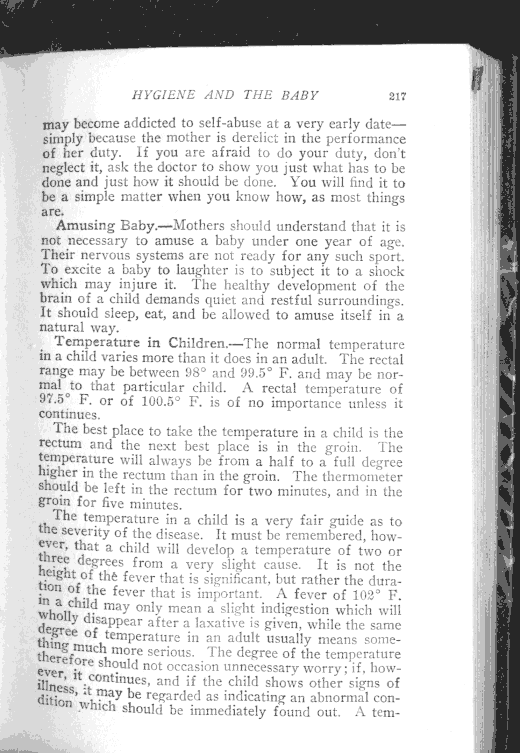 HYGIENE AND THE BABY 217
may become addicted to self-abuse at a very early date—
simply because the mother is derelict in the performance
of her duty. If you are afraid to do your duty, don't
neglect it, ask the doctor to show you just what has to be
done and just how it should be done. You will find it to
be a simple matter when you know how, as most things
are.
Amusing Baby.—Mothers should understand that it is
not necessary to amuse a baby under one year of age.
Their nervous systems are not ready for any such sport.
To excite a baby to laughter is to subject it to a shock
which may injure it. The healthy development of the
brain of a child demands quiet and restful surroundings.
It should sleep, eat, and be allowed to amuse itself in a
natural way.
Temperature in Children.—The normal temperature
in a child varies more than it does in an adult. The rectal
range may be between 98° and 99.5° F. and may be nor-
mal to that particular child. A rectal temperature of
97.5° F. or of 100.5° F. is of no importance unless it
continues.
The best place to take the temperature in a child is the
rectum and the next best place is in the groin. The
temperature will always be from a half to a full degree
higher in the rectum than in the groin. The thermometer
should be left in the rectum for two minutes, and in the
groin for five minutes.
The temperature in a child is a very fair guide as to
the severity of the disease. It must be remembered, how-
ever, that a child will develop a temperature of two or
three degrees from a very slight cause. It is not the
height of the fever that is significant, but rather the dura-
tion of the fever that is important. A fever of 102° F.
in a child may only mean a slight indigestion which will
wholly disappear after a laxative is given, while the same
degree of temperature in an adult usually means some-
thing much more serious. The degree of the temperature
therefore should not occasion unnecessary worry; if, how-
ever, it continues, and if the child shows other signs of
illness, it may be regarded as indicating an abnormal con-
dition which should be immediately found out. A tem-